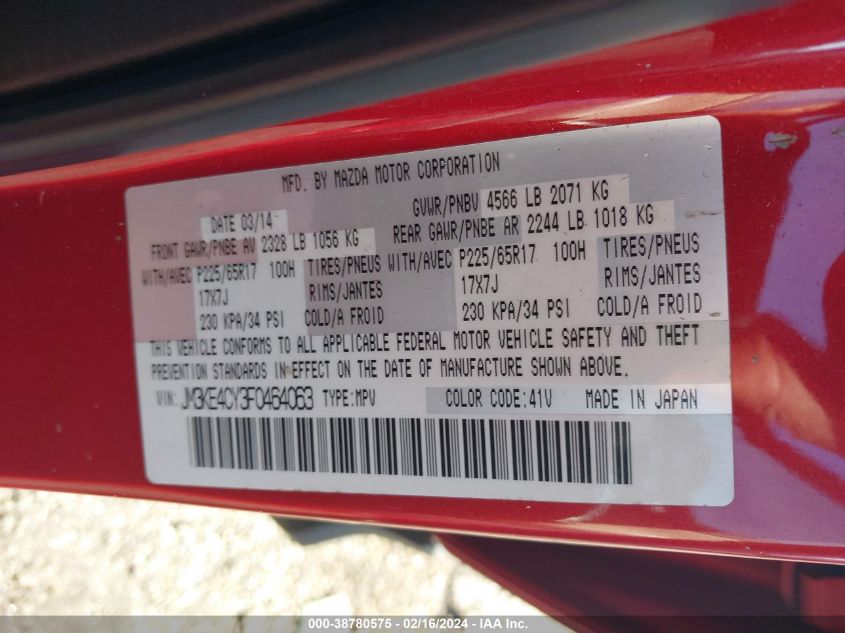 MFD. BY MAZDA MOTOR CORPORATION
DATE 03/14 GVWR/PNBV 4566 LB 2071 KG
FRONT GAWR/PNBE AV 2328 LB 1056 KG REAR GAWR/PNBE AR 2244 LB 1018 KG
WITH/AVEC P225/65R17 100H TIRES/PNEUS WITH/AVEC P225/65R17 100H TIRES/PNEUS
17X7J RIMS/JANTES 17X7J RIMS/JANTES
230 KPA/34 PSI COLD/A FROID 230 KPA/34 PSI COLD/A FROID
THIS VEHICLE CONFORMS TO ALL APPLICABLE FEDERAL MOTOR VEHICLE SAFETY AND THEFT
PREVENTION STANDARDS IN EFFECT ON THE DATE OF MANUFACTURE SHOWN ABOVE.
VIN: JM3KE4CY3F0464063 TYPE:MPV COLOR CODE:41V MADE IN JAPAN
000-38780575 - 02/16/2024 - IAA Inc.